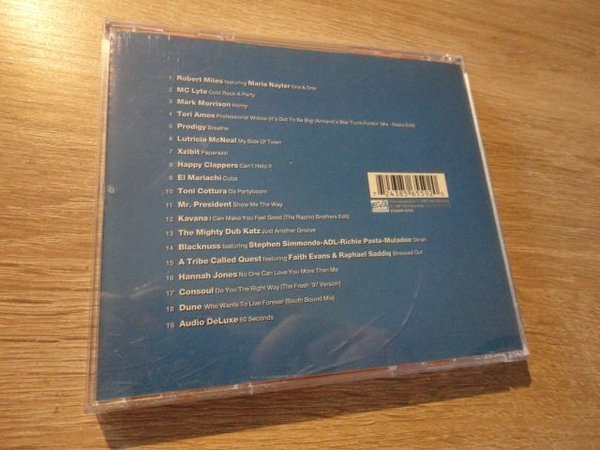 1 Robert Miles featuring Maria Nayler One & One
2 MC Lyte Cold Rock A Party
3 Mark Morrison Horny
4 Tori Amos Professional Widow (It's Got To Be Big) (Armand's Star Trunk Funkin' Mix - Radio Edit)
5 Prodigy Breathe
6 Lutricia McNeal My Side Of Town
7 Xzibit Paparazzi
8 Happy Clappers Can't Help It
9 El Mariachi Cuba
10 Toni Cottura Da Partyboom
11 Mr. President Show Me The Way
12 Kavana I Can Make You Feel Good (The Rapino Brothers Edit)
13 The Mighty Dub Katz Just Another Groove
14 Blacknuss featuring Stephen Simmonds-ADL-Richie Pasta-Muladoe Dinah
15 A Tribe Called Quest featuring Faith Evans & Raphael Saddiq Stressed Out
16 Hannah Jones No One Can Love You More Than Me
17 Consoul Do You The Right Way (The Fresh '97 Version)
18 Dune Who Wants To Live Forever (South Bound Mix)
19 Audio DeLuxe 60 Seconds